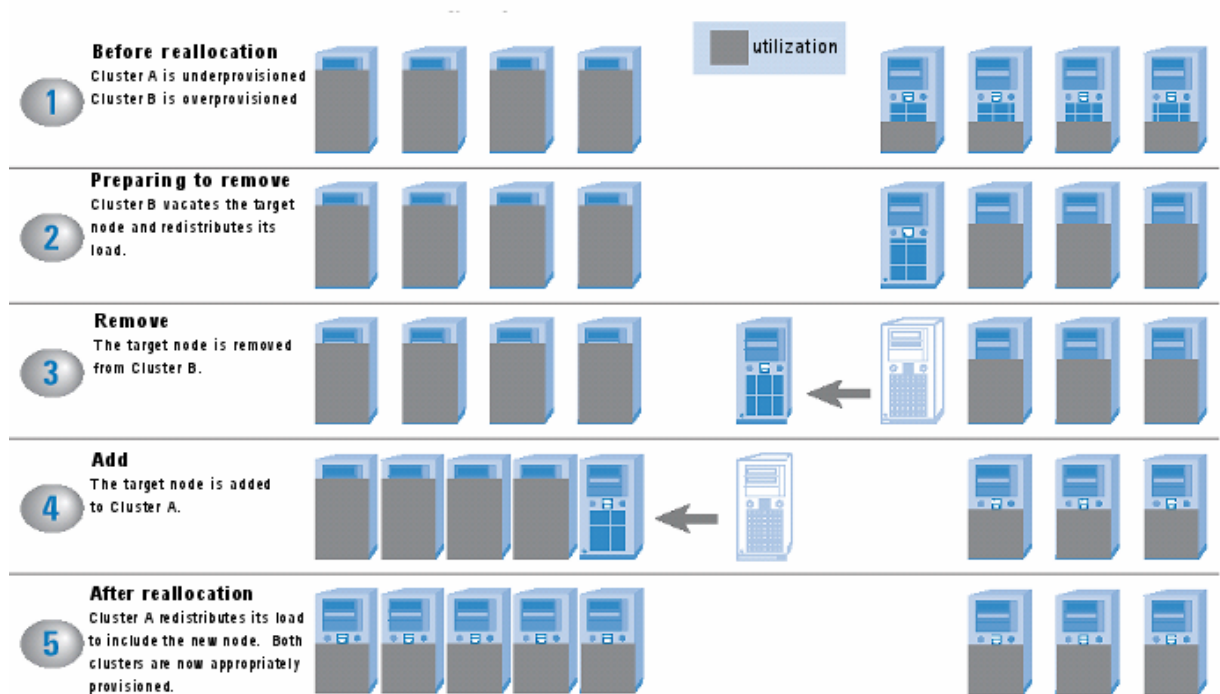 utilization
1
Before reallocation
Cluster A is underprovisioned
Cluster B is overprovisioned
2
Preparing to remove
Cluster B vacates the target
node and redistributes its
load.
3
Remove
The target node is removed
from Cluster B.
4
Add
The target node is added
to Cluster A.
5
After reallocation
Cluster A redistributes its load
to include the new node. Both
clusters are now appropriately
provisioned.